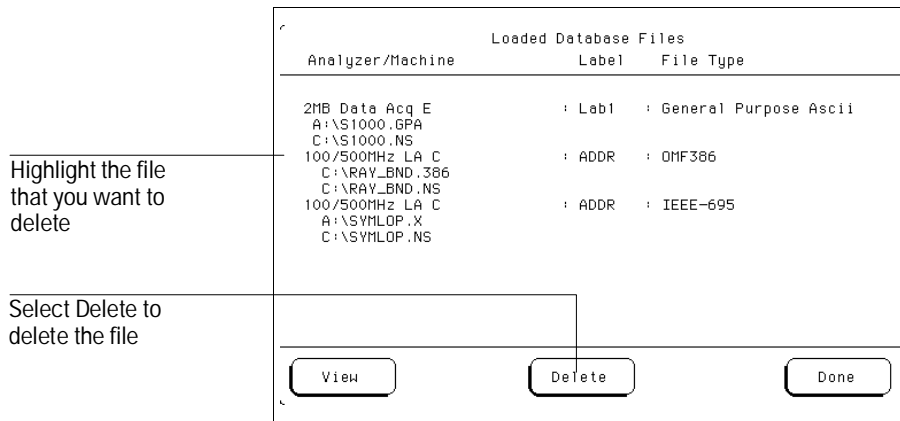 Loaded Database Files
Analyzer/Machine Label File Type
2MB Data Acq E : Lab1 : General Purpose Ascii
A:\S1000.GPA
C:\S1000.NS
100/500MHz LA C : ADDR : OMF386
C:\RAY_BND.386
C:\RAY_BND.NS
100/500MHz LA C : ADDR : IEEE-695
A:\SYMLOP.X
C:\SYMLOP.NS
Highlight the file
that you want to
delete
Select Delete to
delete the file
View Delete Done